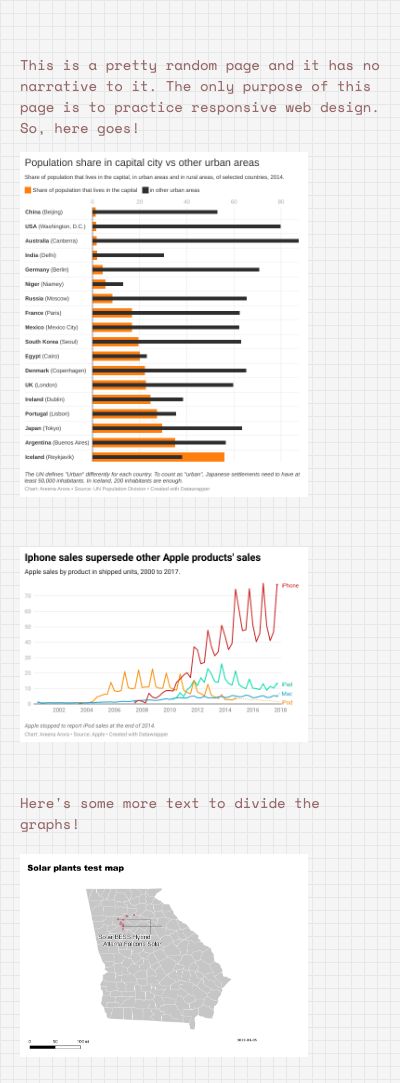 This is a pretty random page and it has no
narrative to it. The only purpose of this
page is to practice responsive web design.
So, here goes!
Population share in capital city vs other urban areas
Share of population that lives in the capital city, in urban areas and in rural areas, of selected countries, 2014.
Share of population that lives in the capital in other urban areas
0 20 40 60 80
China (Beijing)
USA (Washington, D.C.)
Australia (Canberra)
India (Delhi)
Germany (Berlin)
Niger (Niamey)
Russia (Moscow)
France (Paris)
Mexico (Mexico City)
South Korea (Seoul)
Egypt (Cairo)
Denmark (Copenhagen)
UK (London)
Ireland (Dublin)
Portugal (Lisbon)
Japan (Tokyo)
Argentina (Buenos Aires)
Iceland (Reykjavík)
The UN defines "Urban" differently for each country. To count as "urban", Japanese settlements need to have at
least 50,000 inhabitants. In Iceland, 200 inhabitants are enough.
Chart: Areena Arora • Source: UN Population Division • Created with Datawrapper
Iphone sales supersede other Apple products' sales
Apple sales by product in shipped units, 2000 to 2017.
iPhone
70
60
50
40
30
20
10
0
iPad
Mac
iPod
2002 2004 2006 2008 2010 2012 2014 2016 2018
Apple stopped to report iPod sales at the end of 2014.
Chart: Areena Arora • Source: Apple • Created with Datawrapper
Here's some more text to divide the
graphs!
Solar plants test map
Solar BESS Hybrid
Atlanta Falcons Solar
0 50 100 mi